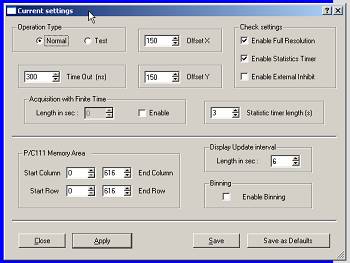 Current settings
Operation Type
Normal
Test
150
Offset X
Check settings
Enable Full Resolution
Enable Statistics Timer
Enable External Inhibit
300
Time Out (ns)
150
Offset Y
Acquisition with Finite Time
Length in sec :
0
Enable
3
Statistic timer length (s)
P/C111 Memory Area
Start Column
0
616
End Column
Start Row
0
616
End Row
Display Update interval
Length in sec :
6
Binning
Enable Binning
Close
Apply
Save
Save as Defaults